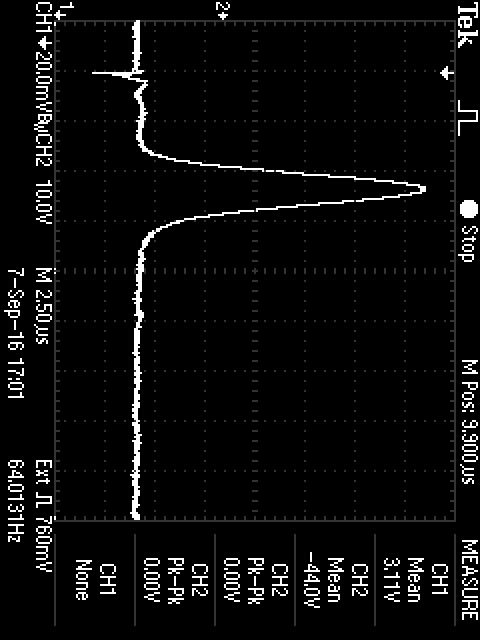 Tek Stop M Pos: 9.900µs MEASURE
CH1
Mean
3.11V
CH2
Mean
-44.0V
CH2
Pk-Pk
0.00V
CH2
Pk-Pk
0.00V
CH1
None
2
1
CH1 20.0mVBW CH2 10.0V M 2.50µs Ext 760mV
7-Sep-16 17:01 64.0131Hz